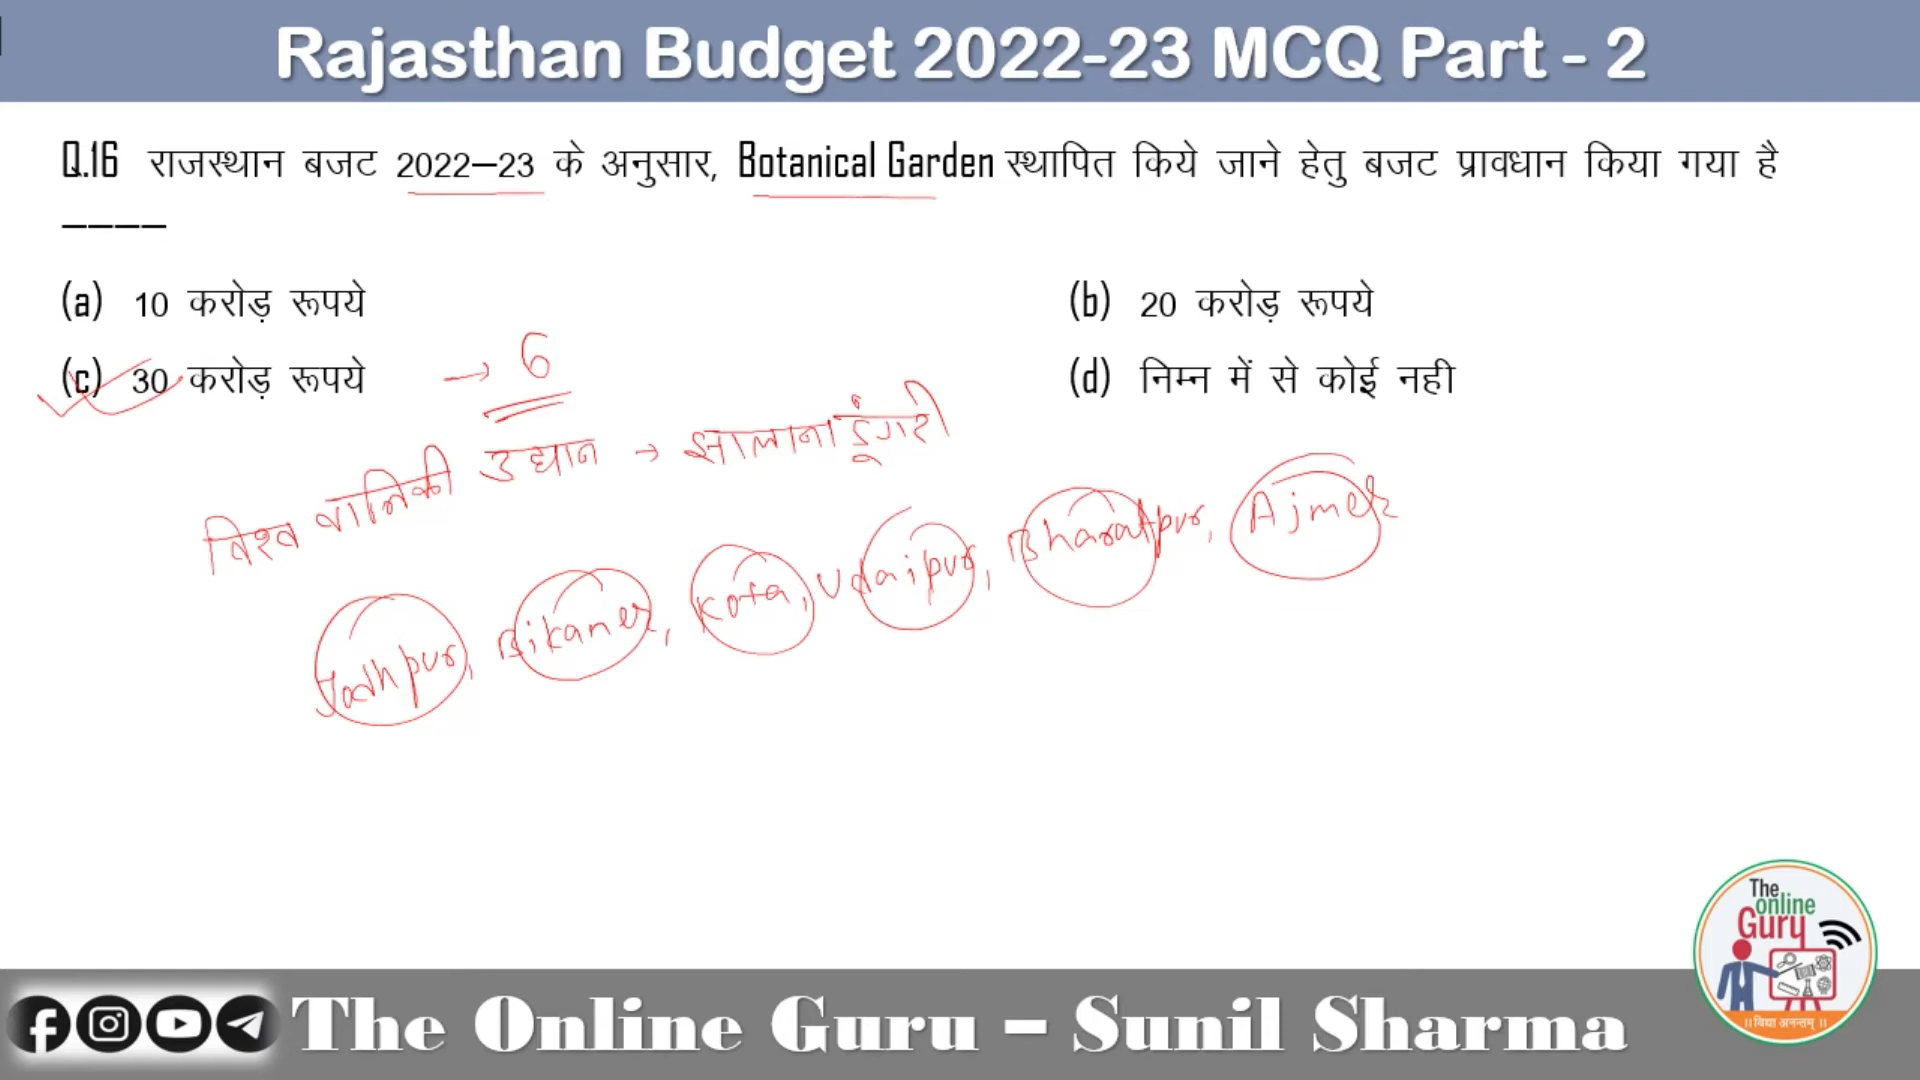 Rajasthan Budget 2022-23 MCQ Part - 2
Q.16 राजस्थान बजट 2022–23 के अनुसार, Botanical Garden स्थापित किये जाने हेतु बजट प्रावधान किया गया है
––––
(a) 10 करोड़ रूपये
(b) 20 करोड़ रूपये
(c) 30 करोड़ रूपये → 6
(d) निम्न में से कोई नही
विश्व वानिकी उद्यान → झालाना डूंगरी
Jodhpur, Bikaner, Kota, Udaipur, Bharatpur, Ajmer
The
online
Guru
।। विद्या अनन्तम् ।।
The Online Guru – Sunil Sharma